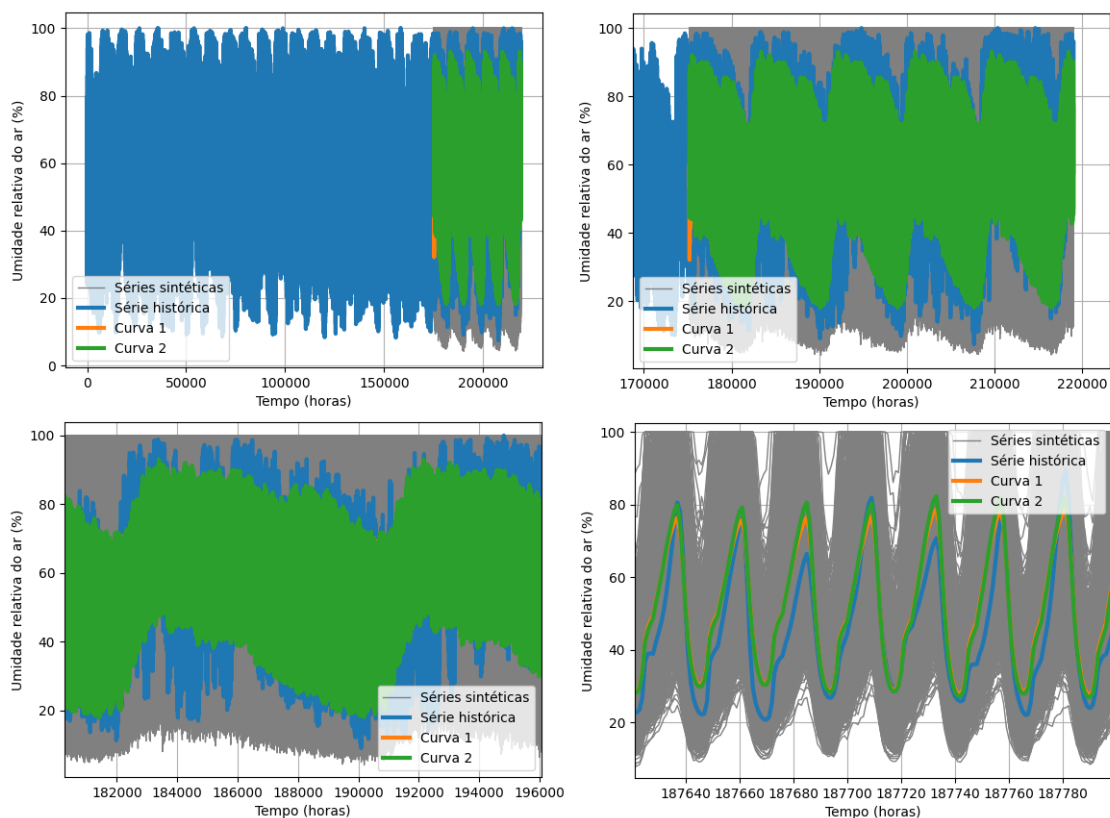 Umidade relativa do ar (%)
100
80
60
40
20
0
Séries sintéticas
Série histórica
Curva 1
Curva 2
0 50000 100000 150000 200000
Tempo (horas)
Umidade relativa do ar (%)
100
80
60
40
20
Séries sintéticas
Série histórica
Curva 1
Curva 2
170000 180000 190000 200000 210000 220000
Tempo (horas)
Umidade relativa do ar (%)
100
80
60
40
20
Séries sintéticas
Série histórica
Curva 1
Curva 2
182000 184000 186000 188000 190000 192000 194000 196000
Tempo (horas)
Umidade relativa do ar (%)
100
80
60
40
20
Séries sintéticas
Série histórica
Curva 1
Curva 2
187640 187660 187680 187700 187720 187740 187760 187780
Tempo (horas)